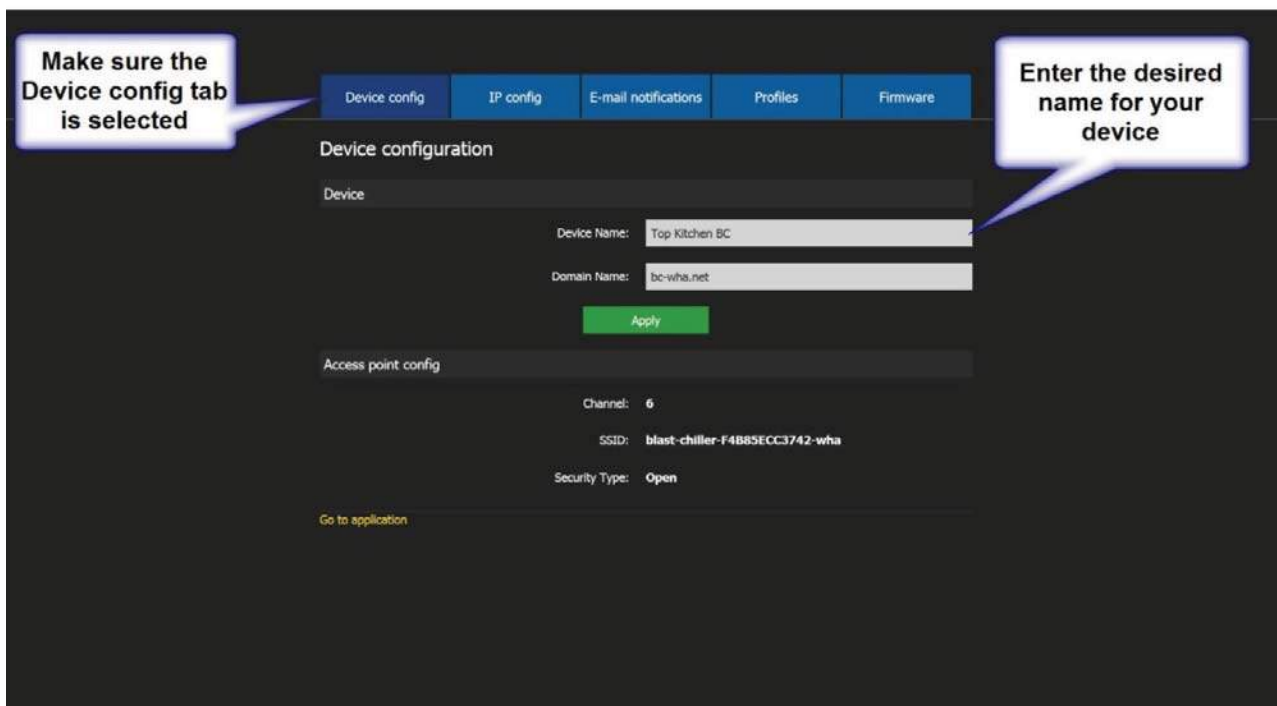 Make sure the
Device config tab
is selected
Enter the desired
name for your
device
Device config
IP config
E-mail notifications
Profiles
Firmware
Device configuration
Device
Device Name: Top Kitchen BC
Domain Name: bc-wha.net
Apply
Access point config
Channel: 6
SSID: blast-chiller-F4B85ECC3742-wha
Security Type: Open
Go to application